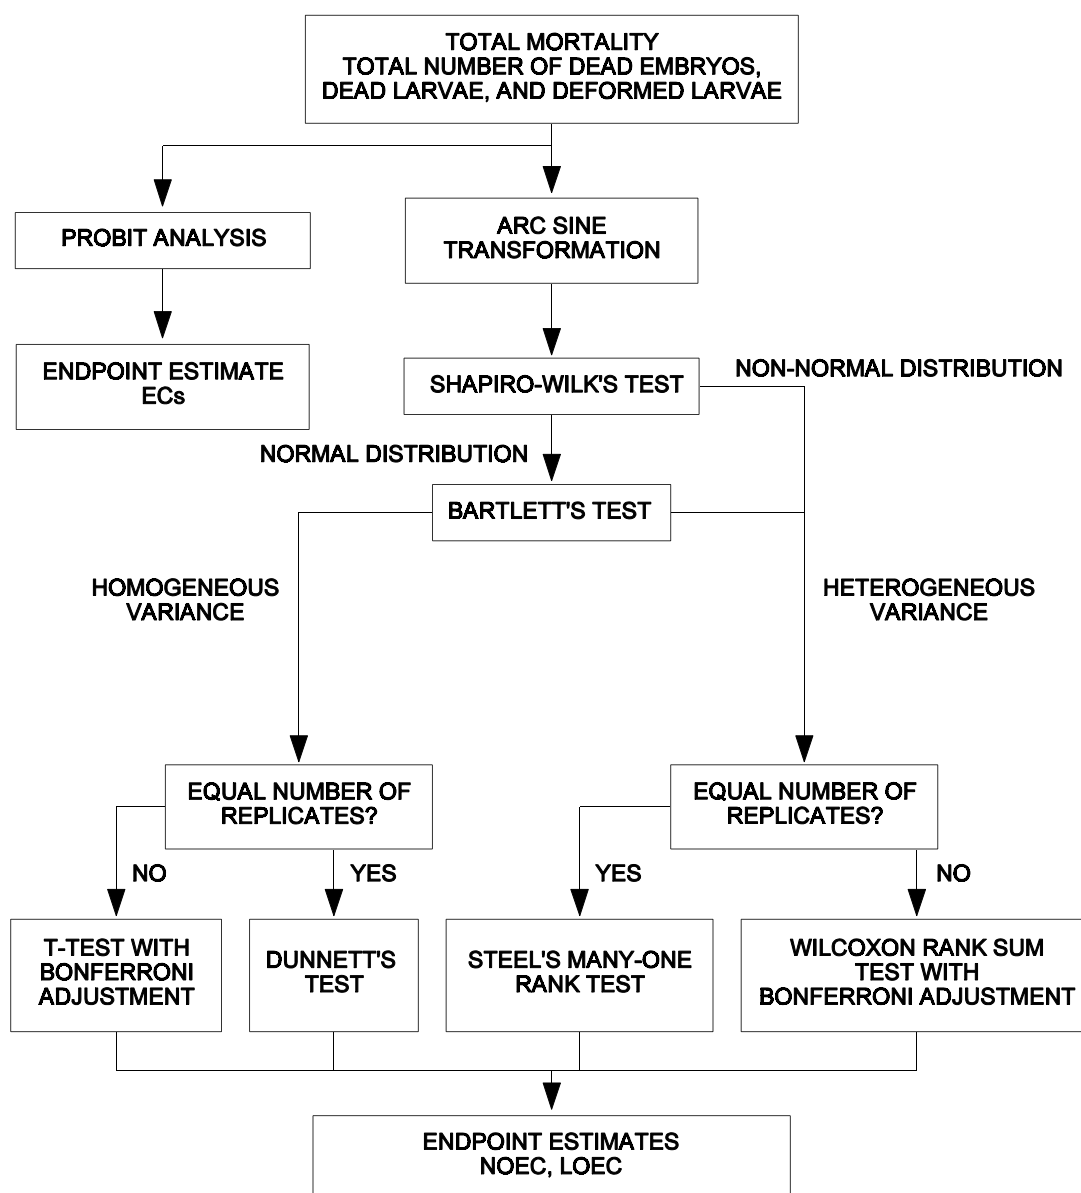 TOTAL MORTALITY
TOTAL NUMBER OF DEAD EMBRYOS,
DEAD LARVAE, AND DEFORMED LARVAE
PROBIT ANALYSIS
ARC SINE
TRANSFORMATION
ENDPOINT ESTIMATE
ECs
SHAPIRO-WILK'S TEST
NON-NORMAL DISTRIBUTION
NORMAL DISTRIBUTION
BARTLETT'S TEST
HOMOGENEOUS
VARIANCE
HETEROGENEOUS
VARIANCE
EQUAL NUMBER OF
REPLICATES?
EQUAL NUMBER OF
REPLICATES?
NO
YES
YES
NO
T-TEST WITH
BONFERRONI
ADJUSTMENT
DUNNETT'S
TEST
STEEL'S MANY-ONE
RANK TEST
WILCOXON RANK SUM
TEST WITH
BONFERRONI ADJUSTMENT
ENDPOINT ESTIMATES
NOEC, LOEC